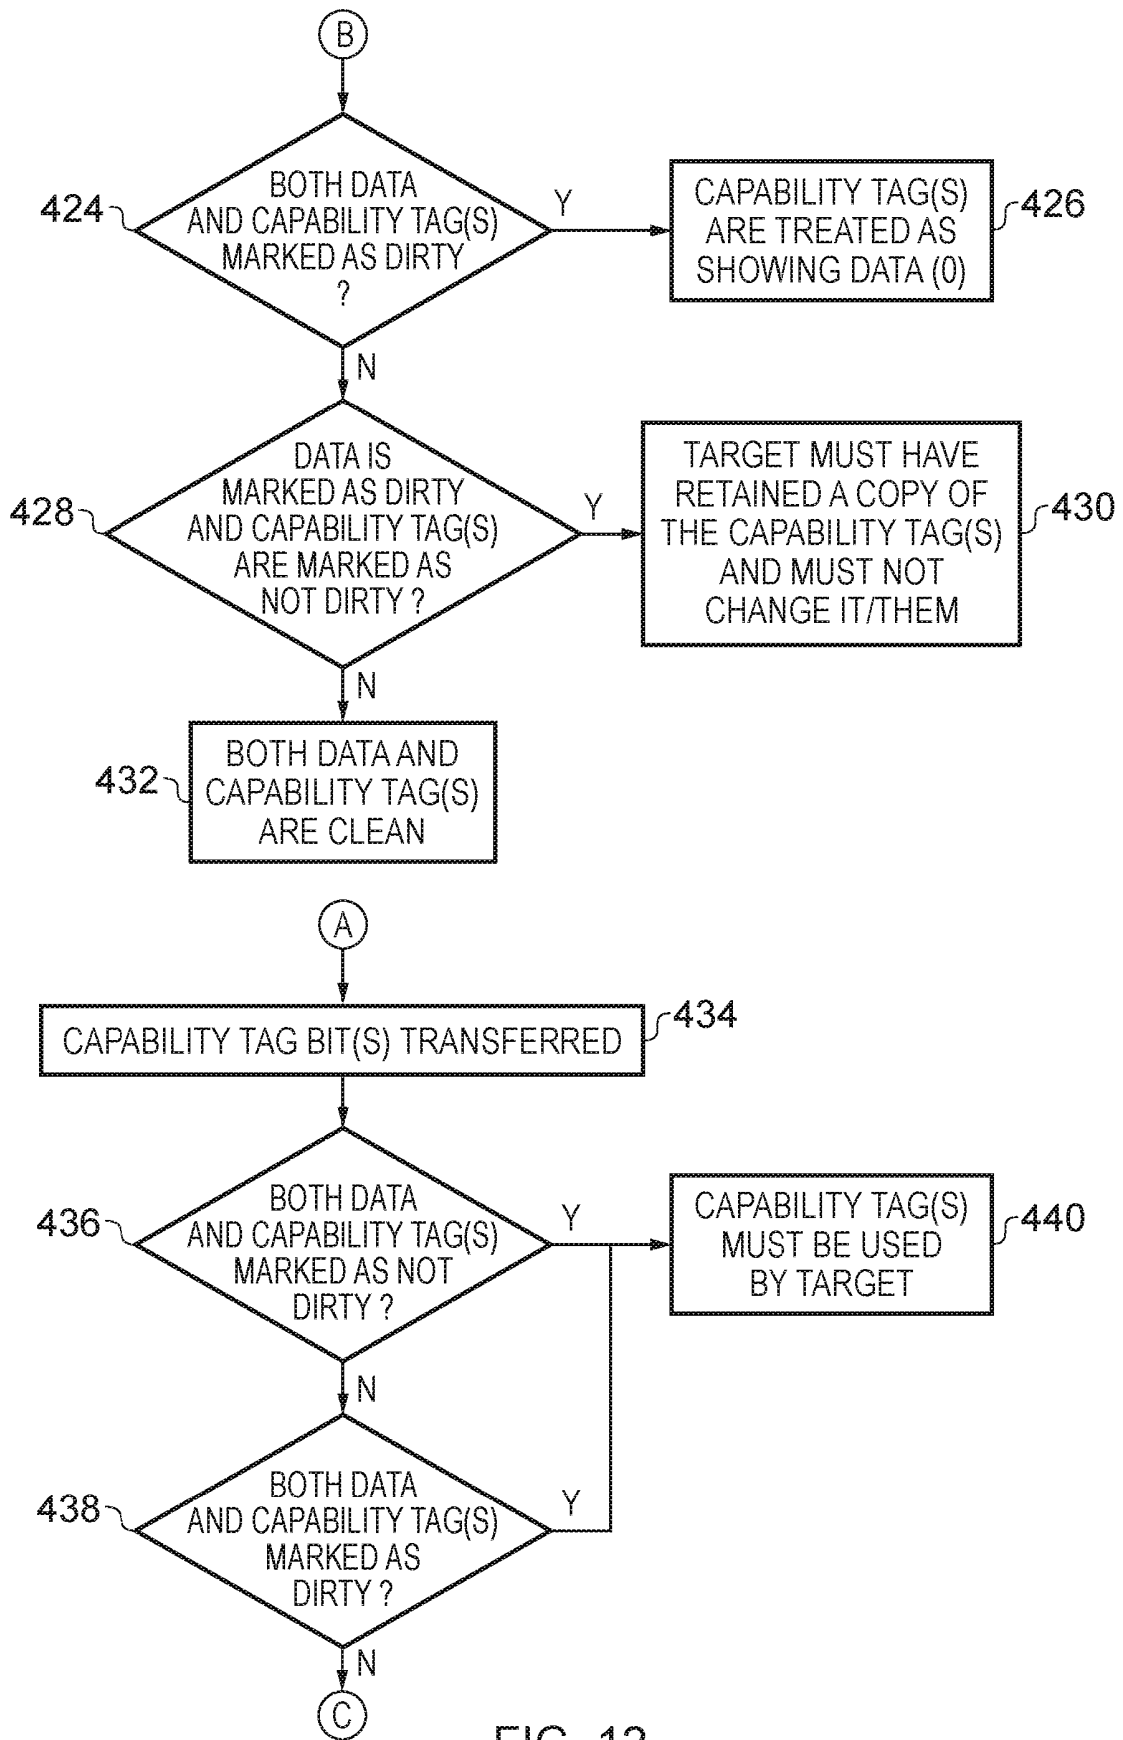 B
424
BOTH DATA
AND CAPABILITY TAG(S)
MARKED AS DIRTY
?
Y
CAPABILITY TAG(S)
ARE TREATED AS
SHOWING DATA (0)
426
N
428
DATA IS
MARKED AS DIRTY
AND CAPABILITY TAG(S)
ARE MARKED AS
NOT DIRTY ?
Y
TARGET MUST HAVE
RETAINED A COPY OF
THE CAPABILITY TAG(S)
AND MUST NOT
CHANGE IT/THEM
430
N
432
BOTH DATA AND
CAPABILITY TAG(S)
ARE CLEAN
A
CAPABILITY TAG BIT(S) TRANSFERRED
434
436
BOTH DATA
AND CAPABILITY TAG(S)
MARKED AS NOT
DIRTY ?
Y
CAPABILITY TAG(S)
MUST BE USED
BY TARGET
440
N
438
BOTH DATA
AND CAPABILITY TAG(S)
MARKED AS
DIRTY ?
Y
N
C